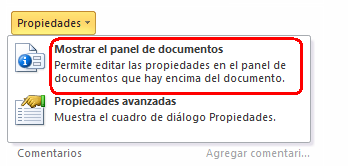 Propiedades
Mostrar el panel de documentos
Permite editar las propiedades en el panel de
documentos que hay encima del documento.
Propiedades avanzadas
Muestra el cuadro de diálogo Propiedades.
Comentarios Agregar comentari...